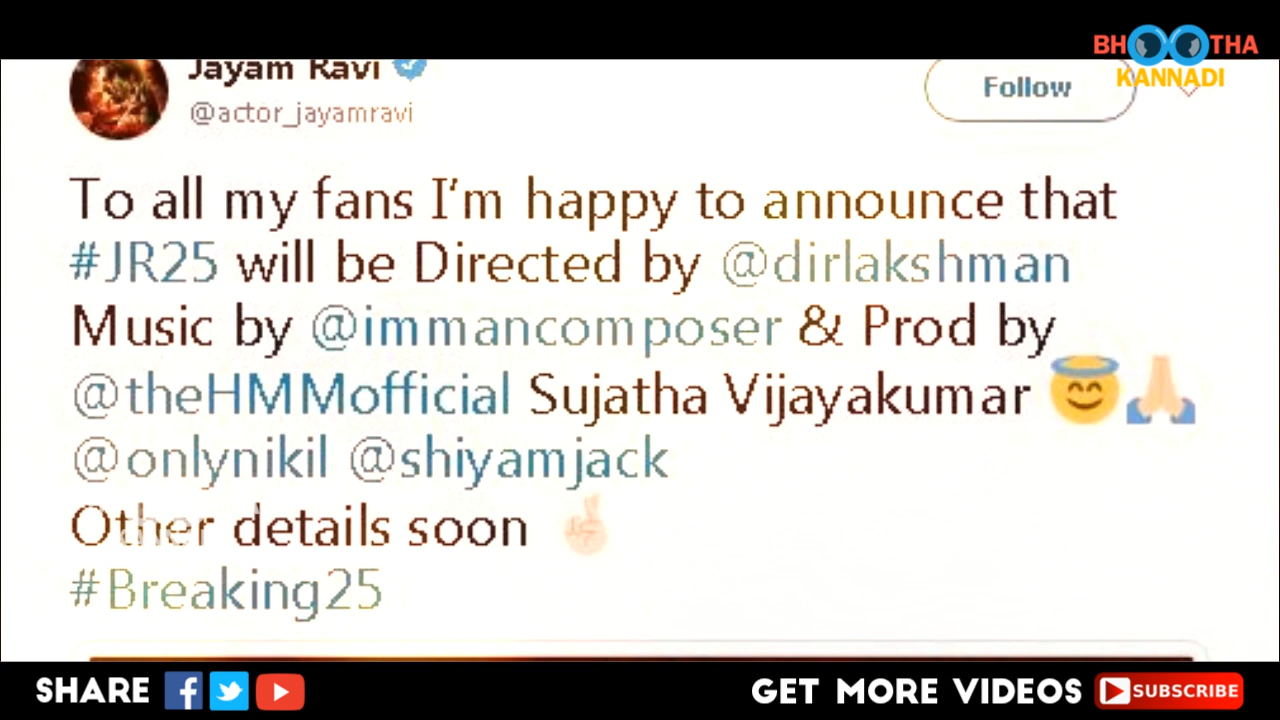 BHOOTHA
KANNADI
Jayam Ravi
@actor_jayamravi
Follow
To all my fans I'm happy to announce that
#JR25 will be Directed by @dirlakshman
Music by @immancomposer & Prod by
@theHMMofficial Sujatha Vijayakumar 😇🙏
@onlynikil @shiyamjack
Other details soon 🤞
#Breaking25
SHARE
GET MORE VIDEOS
SUBSCRIBE